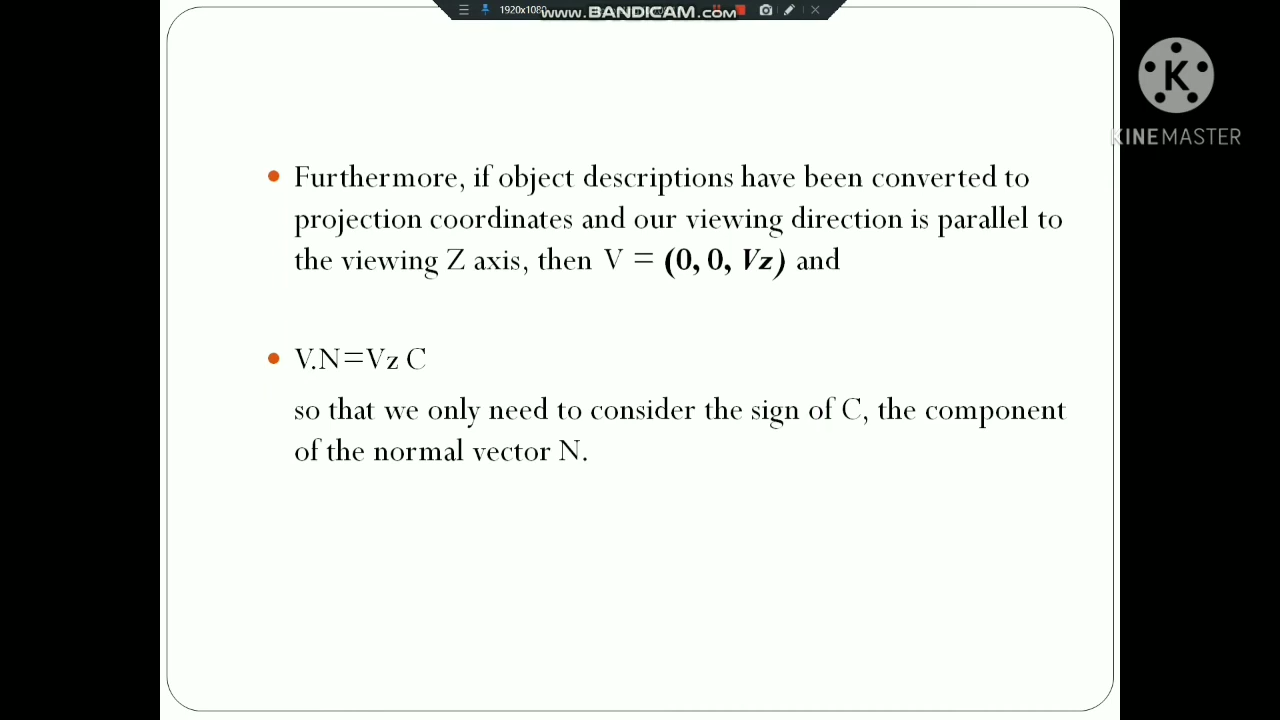 1920x1080
www.BANDICAM.com
K
KINEMASTER
Furthermore, if object descriptions have been converted to
projection coordinates and our viewing direction is parallel to
the viewing Z axis, then V = (0, 0, Vz) and
V.N=Vz C
so that we only need to consider the sign of C, the component
of the normal vector N.